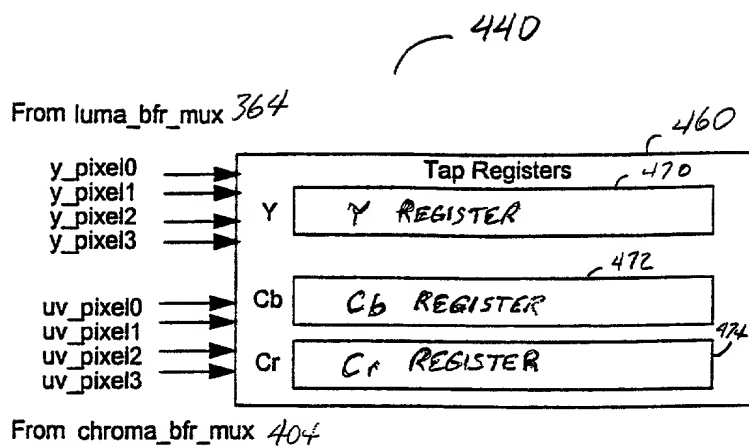 440
From luma_bfr_mux 364
460
y_pixel0
y_pixel1
y_pixel2
y_pixel3
Tap Registers
470
Y
Y REGISTER
472
Cb
Cb REGISTER
uv_pixel0
uv_pixel1
uv_pixel2
uv_pixel3
474
Cr
Cr REGISTER
From chroma_bfr_mux 404